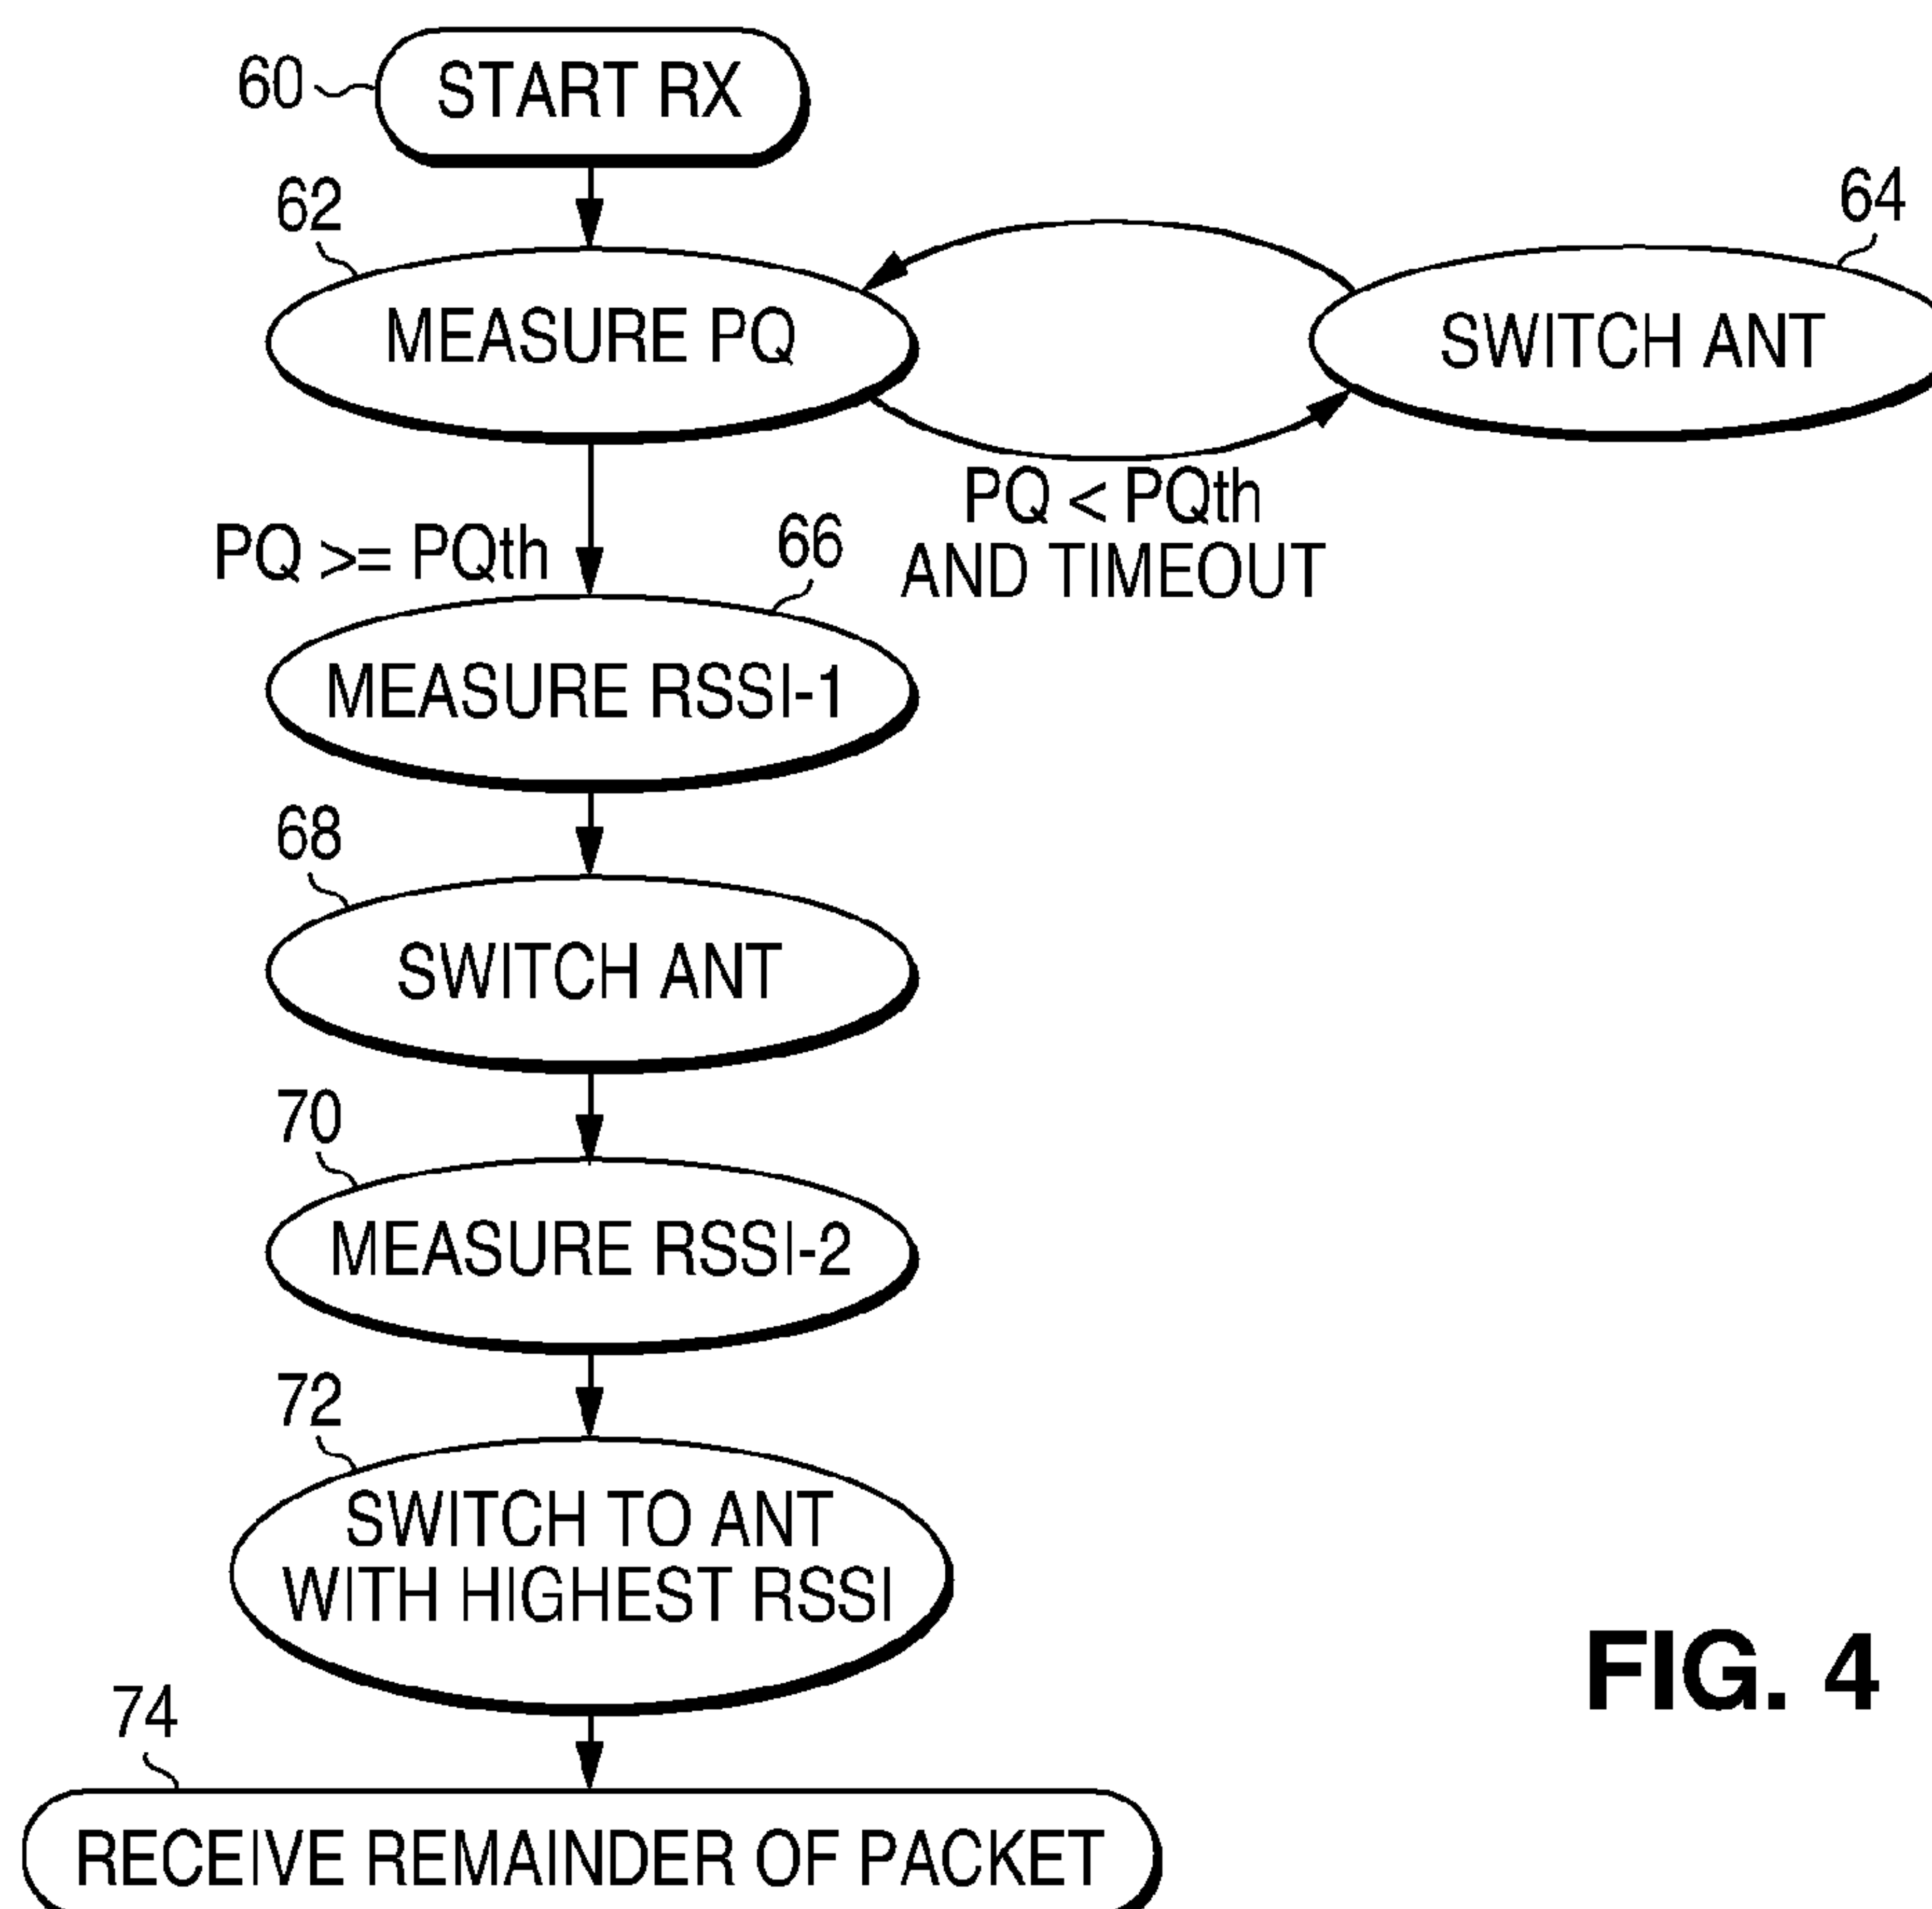 60
START RX
62
64
MEASURE PQ
SWITCH ANT
PQ < PQth
AND TIMEOUT
PQ >= PQth
66
MEASURE RSSI-1
68
SWITCH ANT
70
MEASURE RSSI-2
72
SWITCH TO ANT
WITH HIGHEST RSSI
74
RECEIVE REMAINDER OF PACKET
FIG. 4